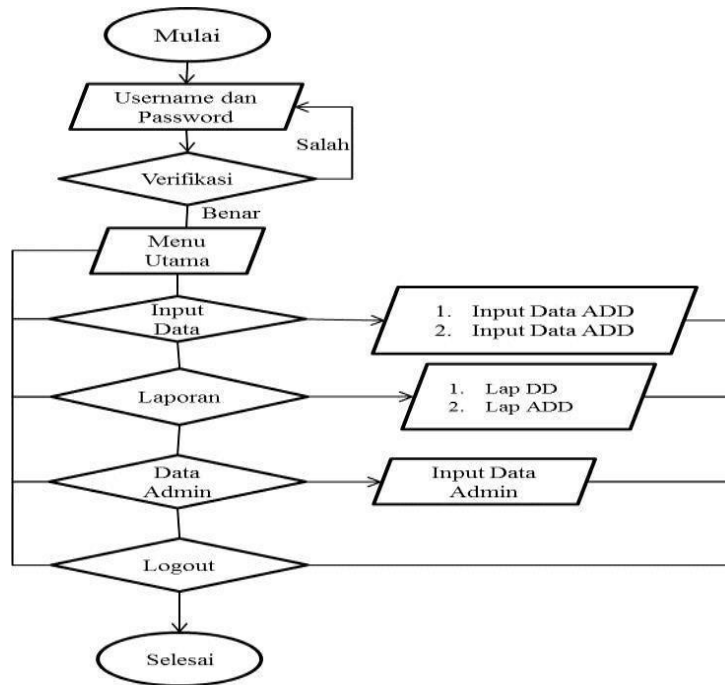 Mulai
Username dan
Password
Salah
Verifikasi
Benar
Menu
Utama
Input
Data
1. Input Data ADD
2. Input Data ADD
Laporan
1. Lap DD
2. Lap ADD
Data
Admin
Input Data
Admin
Logout
Selesai